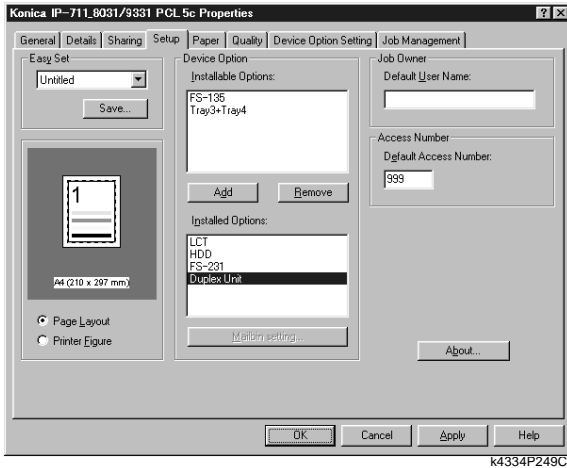 Konica IP-711_8031/9331 PCL 5c Properties
General Details Sharing Setup Paper Quality Device Option Setting Job Management
Easy Set
Untitled
Save...
1
A4 (210 x 297 mm)
Page Layout
Printer Figure
Device Option
Installable Options:
FS-135
Tray3+Tray4
Add Remove
Installed Options:
LCT
HDD
FS-231
Duplex Unit
Mailbin setting...
Job Owner
Default User Name:
Access Number
Default Access Number:
999
About...
OK Cancel Apply Help
k4334P249C